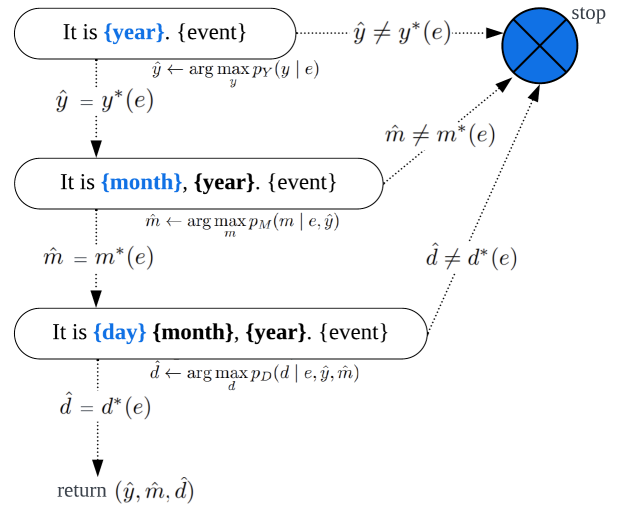 It is {year}. {event}
ŷ ≠ y*(e)
stop
ŷ ← arg max_y p_Y(y | e)
ŷ = y*(e)
m̂ ≠ m*(e)
It is {month}, {year}. {event}
m̂ ← arg max_m p_M(m | e, ŷ)
m̂ = m*(e)
d̂ ≠ d*(e)
It is {day} {month}, {year}. {event}
d̂ ← arg max_d p_D(d | e, ŷ, m̂)
d̂ = d*(e)
return (ŷ, m̂, d̂)